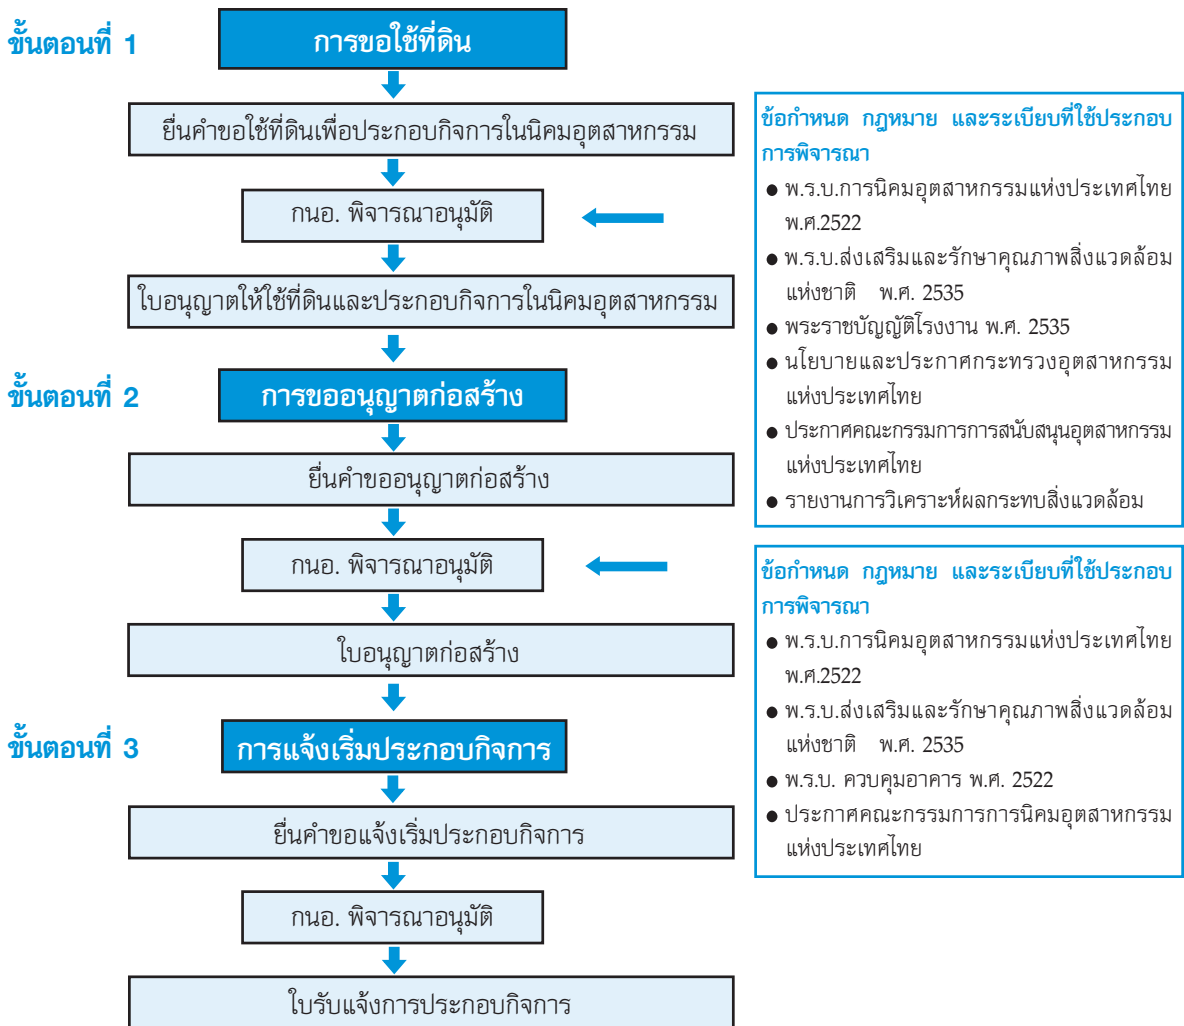 ขั้นตอนที่ 1
การขอใช้ที่ดิน
ยื่นคำขอใช้ที่ดินเพื่อประกอบกิจการในนิคมอุตสาหกรรม
กนอ. พิจารณาอนุมัติ
ใบอนุญาตให้ใช้ที่ดินและประกอบกิจการในนิคมอุตสาหกรรม
ข้อกำหนด กฎหมาย และระเบียบที่ใช้ประกอบ
การพิจารณา
● พ.ร.บ.การนิคมอุตสาหกรรมแห่งประเทศไทย
พ.ศ.2522
● พ.ร.บ.ส่งเสริมและรักษาคุณภาพสิ่งแวดล้อม
แห่งชาติ พ.ศ. 2535
● พระราชบัญญัติโรงงาน พ.ศ. 2535
● นโยบายและประกาศกระทรวงอุตสาหกรรม
แห่งประเทศไทย
● ประกาศคณะกรรมการการสนับสนุนอุตสาหกรรม
แห่งประเทศไทย
● รายงานการวิเคราะห์ผลกระทบสิ่งแวดล้อม
ขั้นตอนที่ 2
การขออนุญาตก่อสร้าง
ยื่นคำขออนุญาตก่อสร้าง
กนอ. พิจารณาอนุมัติ
ใบอนุญาตก่อสร้าง
ข้อกำหนด กฎหมาย และระเบียบที่ใช้ประกอบ
การพิจารณา
● พ.ร.บ.การนิคมอุตสาหกรรมแห่งประเทศไทย
พ.ศ.2522
● พ.ร.บ.ส่งเสริมและรักษาคุณภาพสิ่งแวดล้อม
แห่งชาติ พ.ศ. 2535
● พ.ร.บ. ควบคุมอาคาร พ.ศ. 2522
● ประกาศคณะกรรมการการนิคมอุตสาหกรรม
แห่งประเทศไทย
ขั้นตอนที่ 3
การแจ้งเริ่มประกอบกิจการ
ยื่นคำขอแจ้งเริ่มประกอบกิจการ
กนอ. พิจารณาอนุมัติ
ใบรับแจ้งการประกอบกิจการ